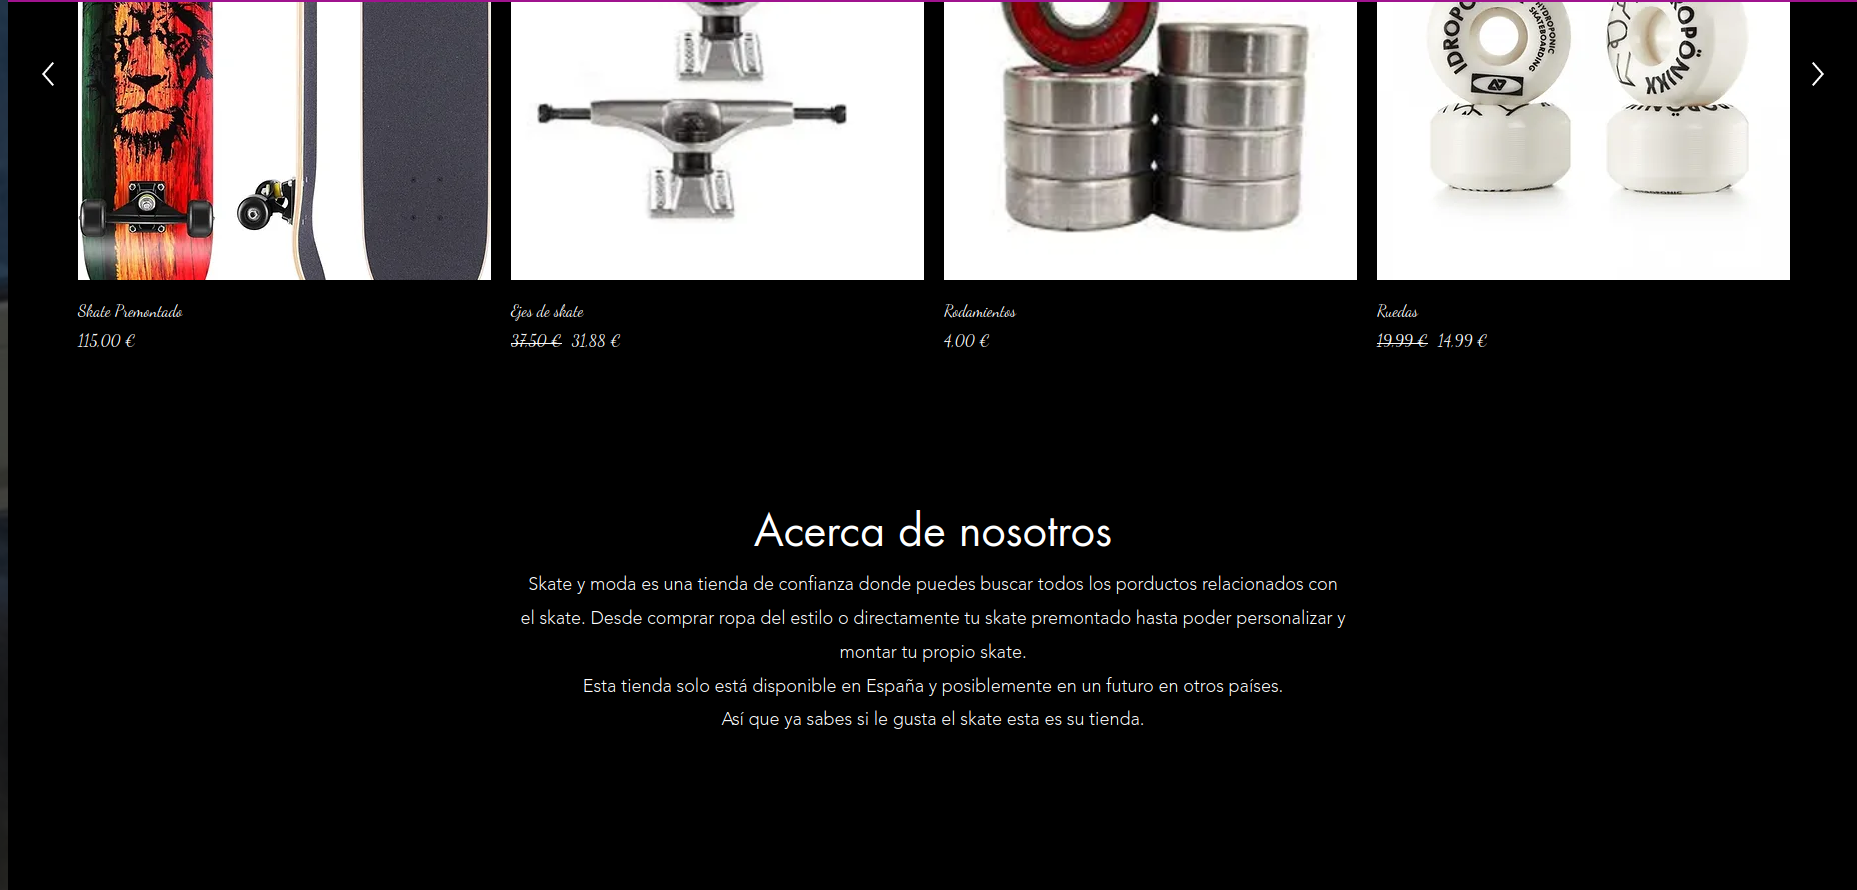 IDROPO
HYDROPONIC
SKATEBOARDING
DROPÖNIKK
Skate Premontado
115,00 €
Ejes de skate
37,50 € 31,88 €
Rodamientos
4,00 €
Ruedas
19,99 € 14,99 €
Acerca de nosotros
Skate y moda es una tienda de confianza donde puedes buscar todos los porductos relacionados con
el skate. Desde comprar ropa del estilo o directamente tu skate premontado hasta poder personalizar y
montar tu propio skate.
Esta tienda solo está disponible en España y posiblemente en un futuro en otros países.
Así que ya sabes si le gusta el skate esta es su tienda.